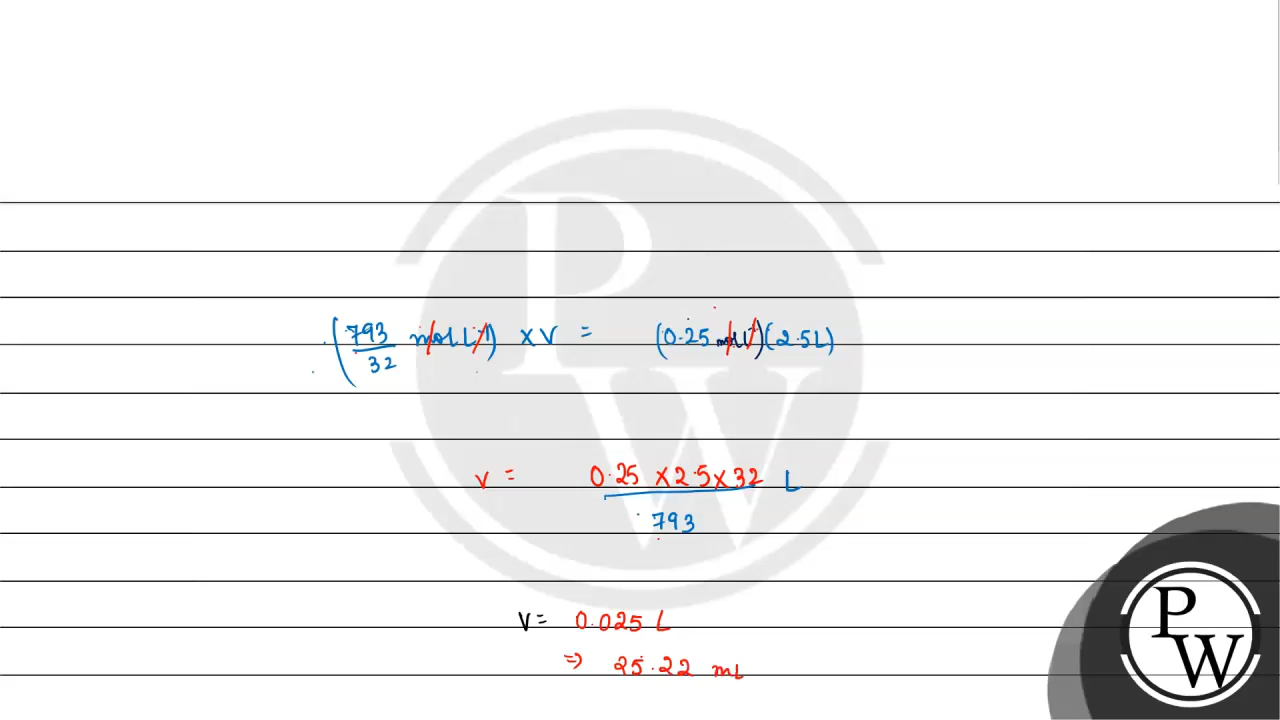 (793/32 mol L⁻¹) × V = (0.25 mol L⁻¹)(2.5L)
V = 0.25 × 2.5 × 32 / 793 L
V = 0.025 L
⇒ 25.22 mL
P
W
P
W